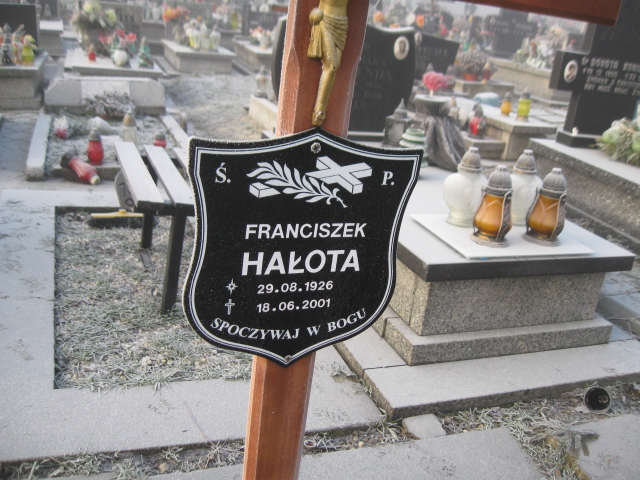 Ś. P.
FRANCISZEK
HAŁOTA
29.08.1926
18.06.2001
SPOCZYWAJ W BOGU